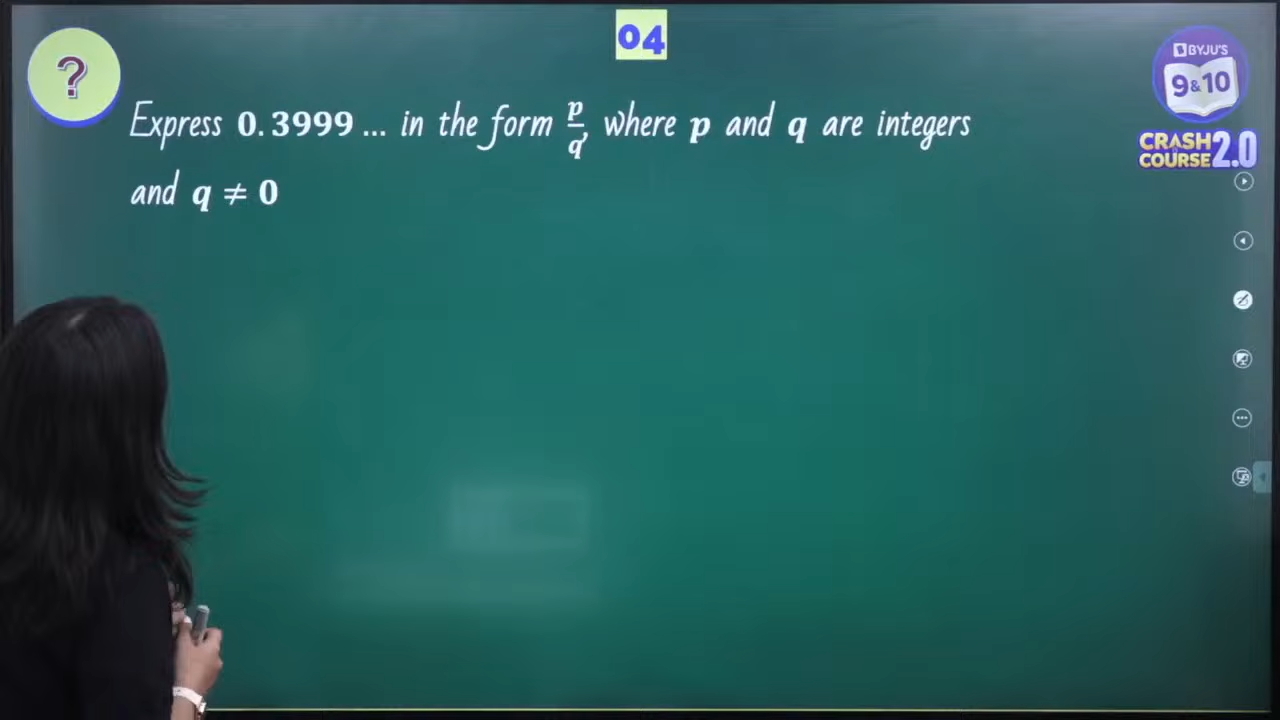 04
?
BYJU'S
9&10
CRASH
COURSE 2.0
Express 0.3999 ... in the form p/q, where p and q are integers
and q ≠ 0